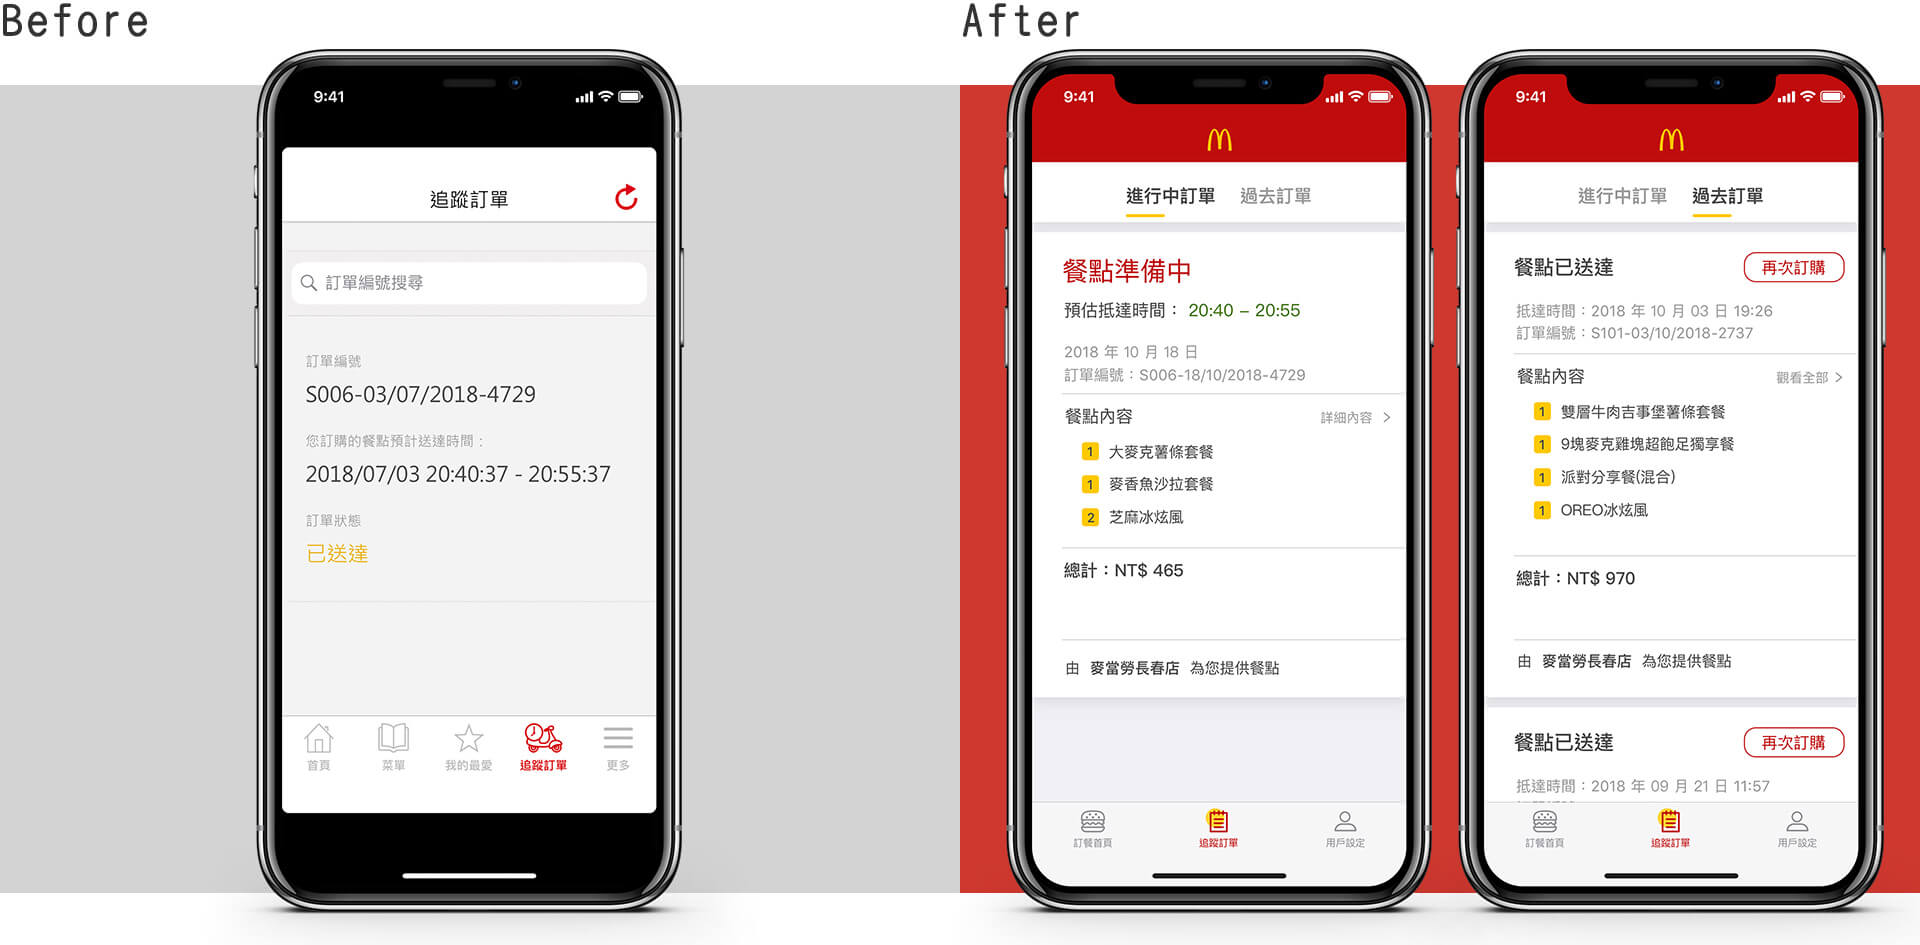 Before
After
9:41
追蹤訂單
訂單編號搜尋
訂單編號
S006-03/07/2018-4729
您訂購的餐點預計送達時間：
2018/07/03 20:40:37 - 20:55:37
訂單狀態
已送達
首頁
菜單
我的最愛
追蹤訂單
更多
9:41
進行中訂單 過去訂單
餐點準備中
預估抵達時間： 20:40 – 20:55
2018 年 10 月 18 日
訂單編號：S006-18/10/2018-4729
餐點內容 詳細內容 >
1 大麥克薯條套餐
1 麥香魚沙拉套餐
2 芝麻冰炫風
總計：NT$ 465
由 麥當勞長春店 為您提供餐點
訂餐首頁
追蹤訂單
用戶設定
9:41
進行中訂單 過去訂單
餐點已送達 再次訂購
抵達時間：2018 年 10 月 03 日 19:26
訂單編號：S101-03/10/2018-2737
餐點內容 觀看全部 >
1 雙層牛肉吉事堡薯條套餐
1 9塊麥克雞塊超飽足獨享餐
1 派對分享餐(混合)
1 OREO冰炫風
總計：NT$ 970
由 麥當勞長春店 為您提供餐點
餐點已送達 再次訂購
抵達時間：2018 年 09 月 21 日 11:57
訂餐首頁
追蹤訂單
用戶設定